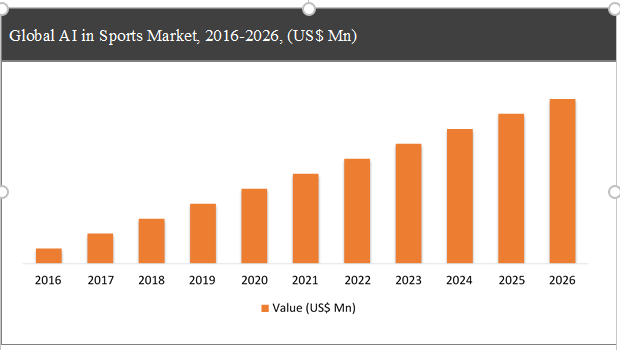 Global AI in Sports Market, 2016-2026, (US$ Mn)
2016 2017 2018 2019 2020 2021 2022 2023 2024 2025 2026
Value (US$ Mn)